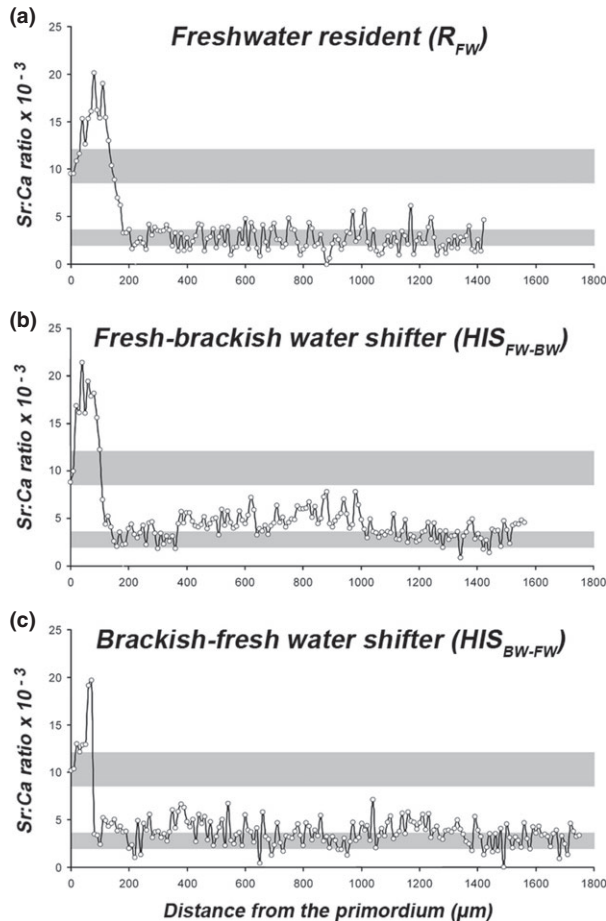 (a)
Freshwater resident (R_FW)
Sr:Ca ratio x 10⁻³
25
20
15
10
5
0
0 200 400 600 800 1000 1200 1400 1600 1800
(b)
Fresh-brackish water shifter (HIS_FW-BW)
Sr:Ca ratio x 10⁻³
25
20
15
10
5
0
0 200 400 600 800 1000 1200 1400 1600 1800
(c)
Brackish-fresh water shifter (HIS_BW-FW)
Sr:Ca ratio x 10⁻³
25
20
15
10
5
0
0 200 400 600 800 1000 1200 1400 1600 1800
Distance from the primordium (µm)